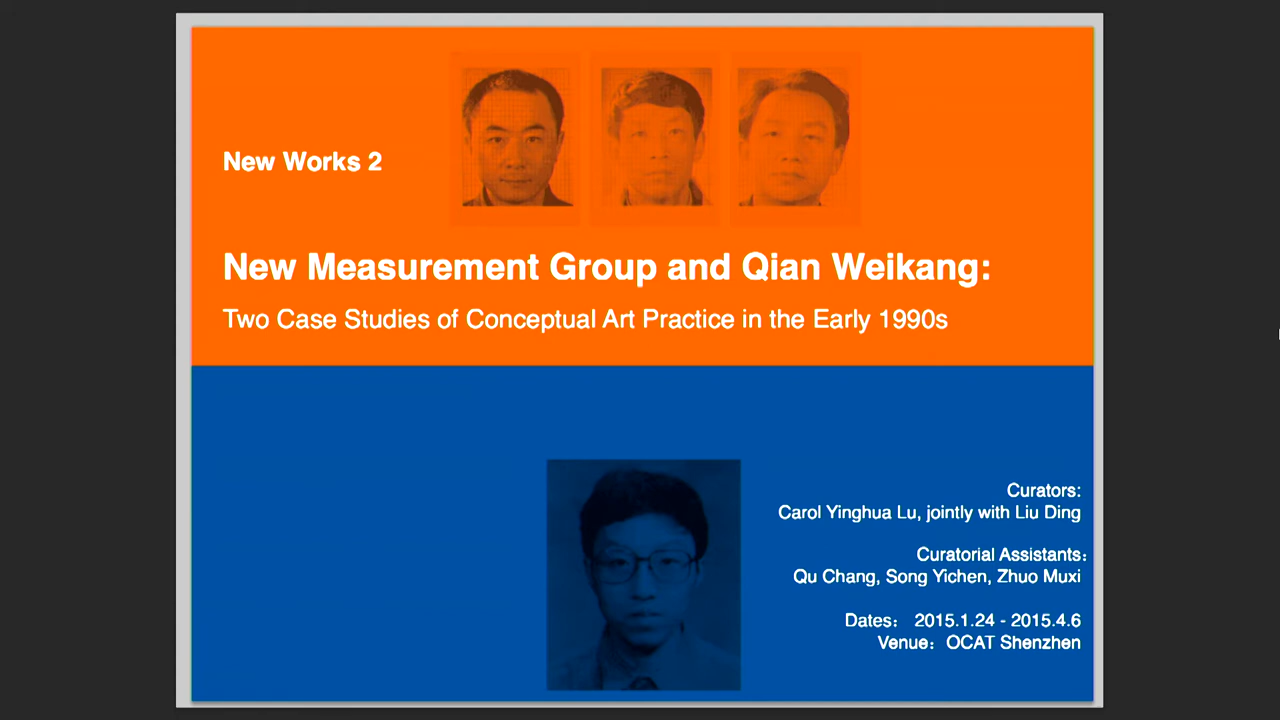 New Works 2
New Measurement Group and Qian Weikang:
Two Case Studies of Conceptual Art Practice in the Early 1990s
Curators:
Carol Yinghua Lu, jointly with Liu Ding
Curatorial Assistants：
Qu Chang, Song Yichen, Zhuo Muxi
Dates： 2015.1.24 - 2015.4.6
Venue：OCAT Shenzhen